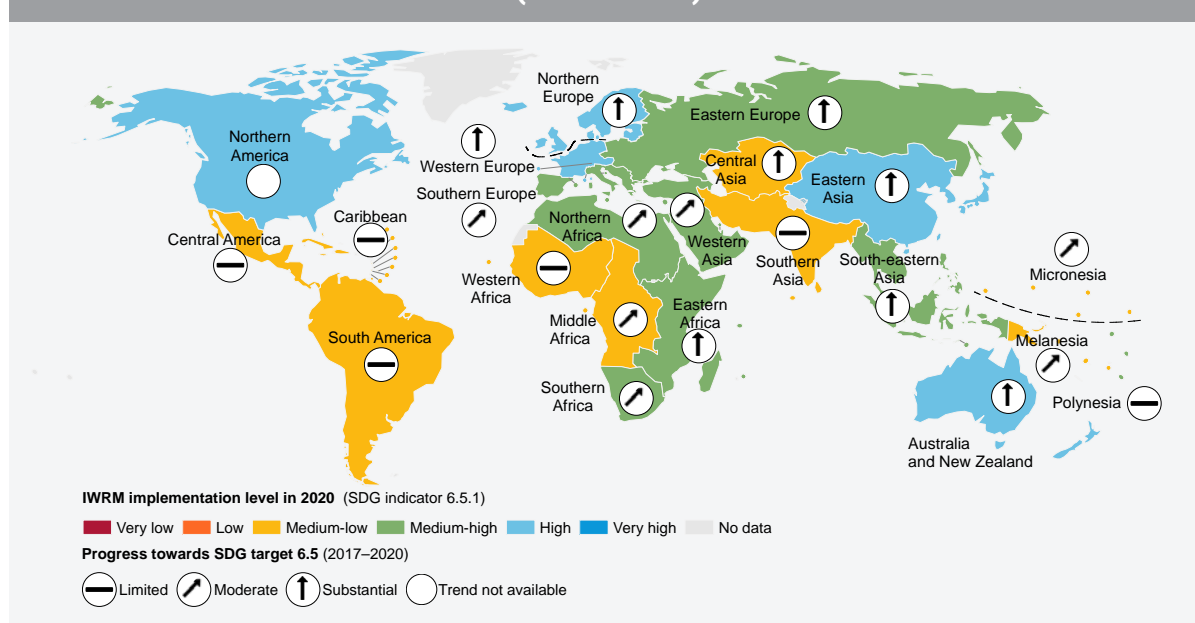 Northern
Europe
Eastern Europe
Northern
America
Western Europe
Central
Asia
Eastern
Asia
Southern Europe
Caribbean
Northern
Africa
Central America
Western
Asia
Southern
Asia
South-eastern
Asia
Micronesia
Western
Africa
Eastern
Africa
Middle
Africa
South America
Melanesia
Southern
Africa
Polynesia
Australia
and New Zealand
IWRM implementation level in 2020 (SDG indicator 6.5.1)
Very low Low Medium-low Medium-high High Very high No data
Progress towards SDG target 6.5 (2017–2020)
Limited Moderate Substantial Trend not available